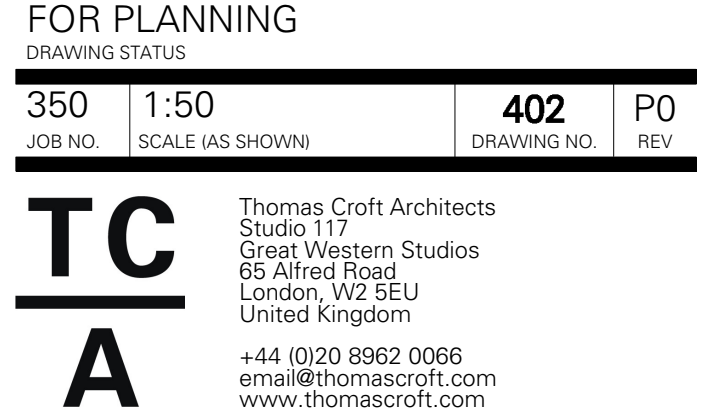 FOR PLANNING
DRAWING STATUS
350 1:50 402 P0
JOB NO. SCALE (AS SHOWN) DRAWING NO. REV
TC
A
Thomas Croft Architects
Studio 117
Great Western Studios
65 Alfred Road
London, W2 5EU
United Kingdom
+44 (0)20 8962 0066
email@thomascroft.com
www.thomascroft.com